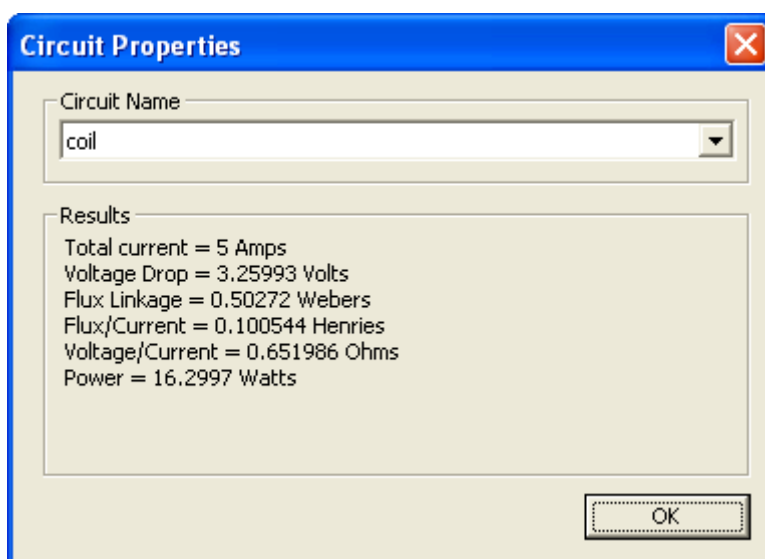 Circuit Properties
Circuit Name
coil
Results
Total current = 5 Amps
Voltage Drop = 3.25993 Volts
Flux Linkage = 0.50272 Webers
Flux/Current = 0.100544 Henries
Voltage/Current = 0.651986 Ohms
Power = 16.2997 Watts
OK